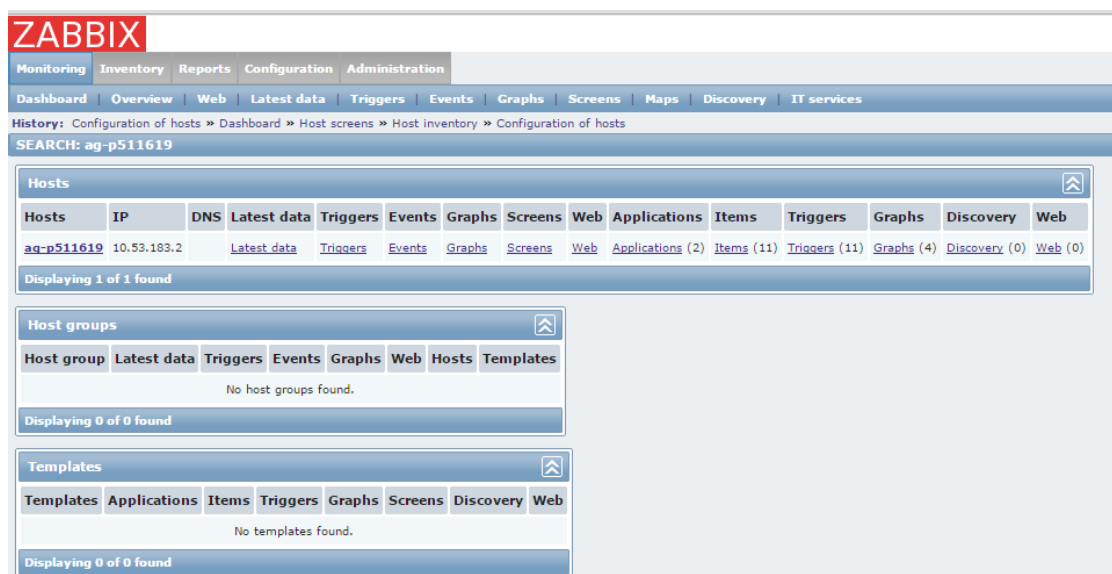 ZABBIX
Monitoring Inventory Reports Configuration Administration
Dashboard | Overview | Web | Latest data | Triggers | Events | Graphs | Screens | Maps | Discovery | IT services
History: Configuration of hosts » Dashboard » Host screens » Host inventory » Configuration of hosts
SEARCH: ag-p511619
Hosts
Hosts IP DNS Latest data Triggers Events Graphs Screens Web Applications Items Triggers Graphs Discovery Web
ag-p511619 10.53.183.2 Latest data Triggers Events Graphs Screens Web Applications (2) Items (11) Triggers (11) Graphs (4) Discovery (0) Web (0)
Displaying 1 of 1 found
Host groups
Host group Latest data Triggers Events Graphs Web Hosts Templates
No host groups found.
Displaying 0 of 0 found
Templates
Templates Applications Items Triggers Graphs Screens Discovery Web
No templates found.
Displaying 0 of 0 found